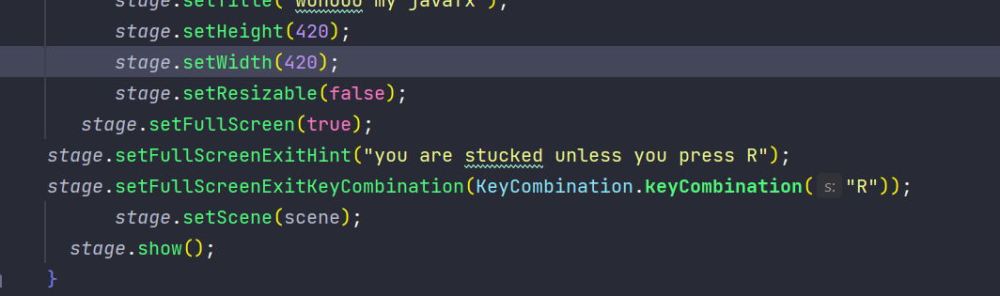 stage.setTitle("wohooo my javafx");
stage.setHeight(420);
stage.setWidth(420);
stage.setResizable(false);
stage.setFullScreen(true);
stage.setFullScreenExitHint("you are stucked unless you press R");
stage.setFullScreenExitKeyCombination(KeyCombination.keyCombination( s: "R"));
stage.setScene(scene);
stage.show();
}